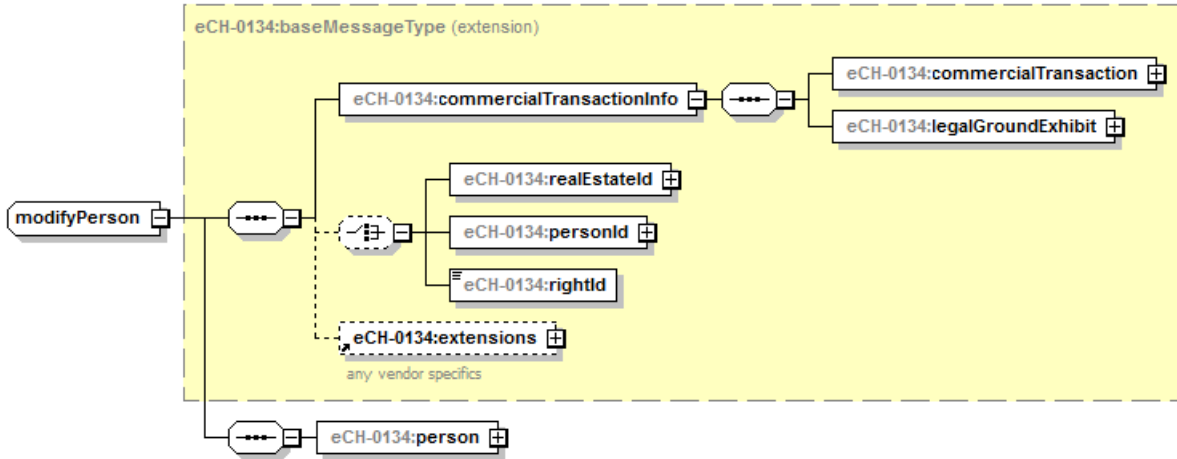 eCH-0134:baseMessageType (extension)
eCH-0134:commercialTransactionInfo
eCH-0134:commercialTransaction
eCH-0134:legalGroundExhibit
eCH-0134:realEstateId
modifyPerson
eCH-0134:personId
eCH-0134:rightId
eCH-0134:extensions
any vendor specifics
eCH-0134:person